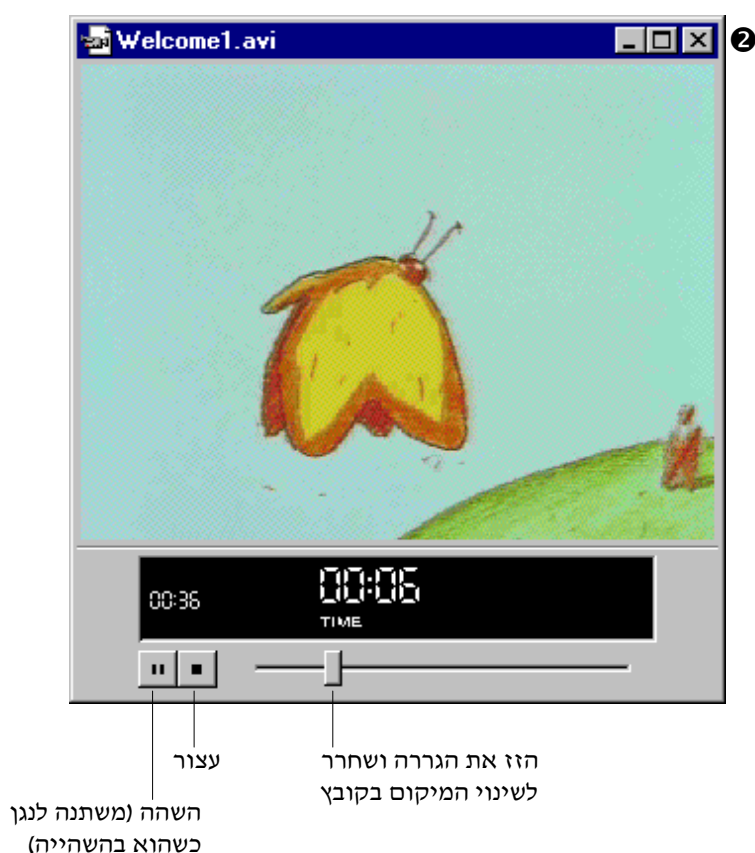 Welcome1.avi
❷
00:36
00:06
TIME
עצור
הזז את הגררה ושחרר
לשינוי המיקום בקובץ
השהה (משתנה לנגן
כשהוא בהשהייה)